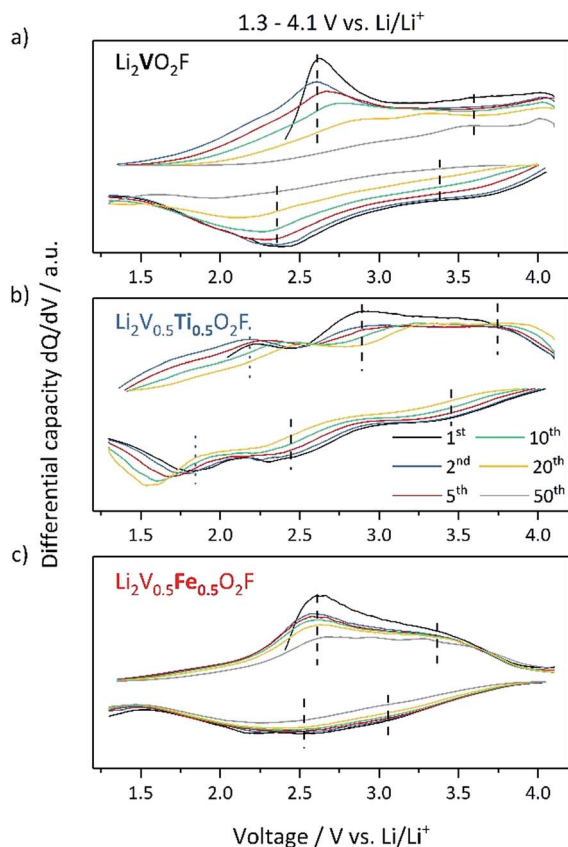 1.3 - 4.1 V vs. Li/Li⁺
a)
Li₂VO₂F
1.5 2.0 2.5 3.0 3.5 4.0
b)
Li₂V₀.₅Ti₀.₅O₂F
1ˢᵗ 10ᵗʰ
2ⁿᵈ 20ᵗʰ
5ᵗʰ 50ᵗʰ
1.5 2.0 2.5 3.0 3.5 4.0
c)
Li₂V₀.₅Fe₀.₅O₂F
1.5 2.0 2.5 3.0 3.5 4.0
Differential capacity dQ/dV / a.u.
Voltage / V vs. Li/Li⁺